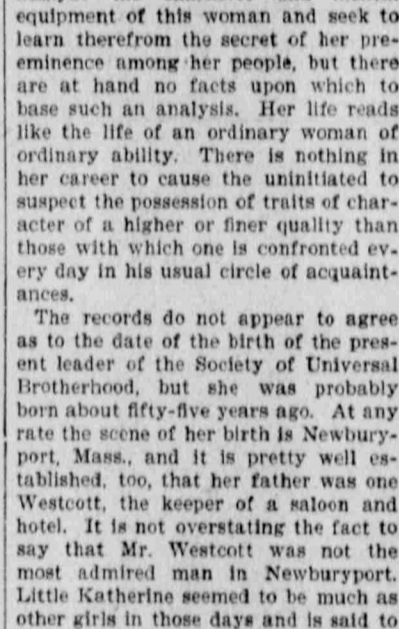 equipment of this woman and seek to
learn therefrom the secret of her pre-
eminence among her people, but there
are at hand no facts upon which to
base such an analysis. Her life reads
like the life of an ordinary woman of
ordinary ability. There is nothing in
her career to cause the uninitiated to
suspect the possession of traits of char-
acter of a higher or finer quality than
those with which one is confronted ev-
ery day in his usual circle of acquaint-
ances.
The records do not appear to agree
as to the date of the birth of the pres-
ent leader of the Society of Universal
Brotherhood, but she was probably
born about fifty-five years ago. At any
rate the scene of her birth is Newbury-
port, Mass., and it is pretty well es-
tablished, too, that her father was one
Westcott, the keeper of a saloon and
hotel. It is not overstating the fact to
say that Mr. Westcott was not the
most admired man in Newburyport.
Little Katherine seemed to be much as
other girls in those days and is said to